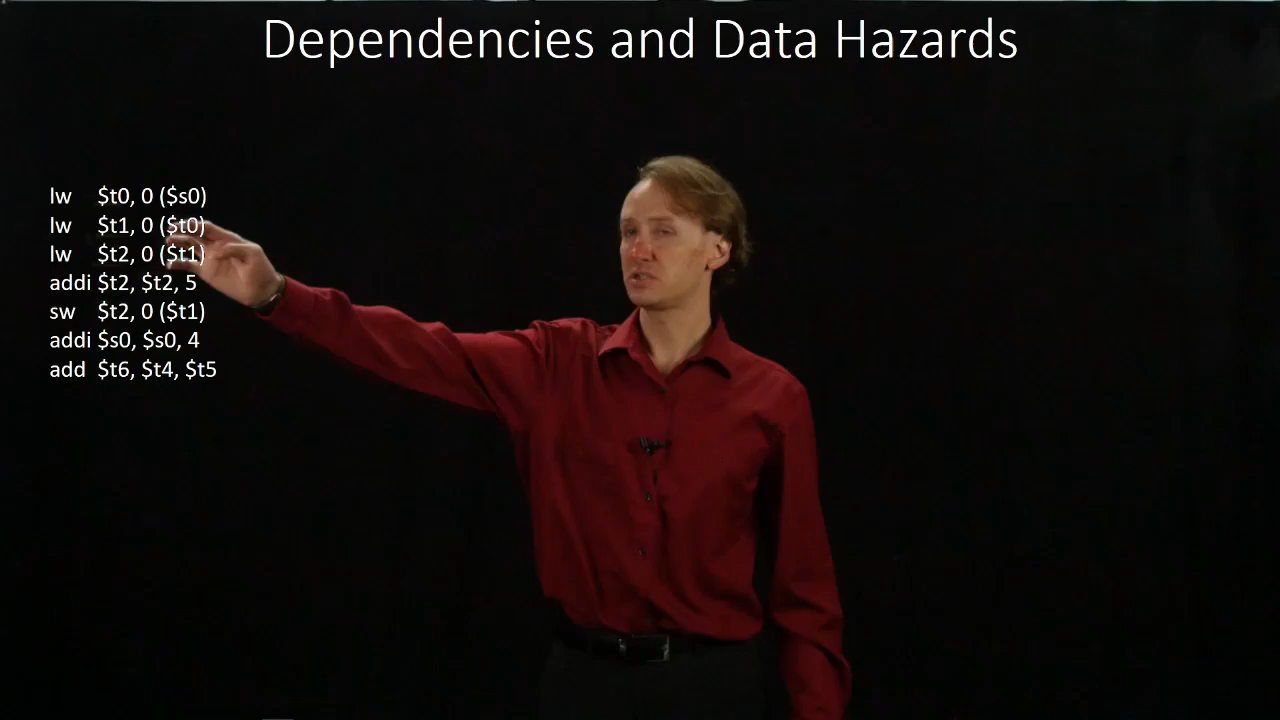 Dependencies and Data Hazards
lw $t0, 0 ($s0)
lw $t1, 0 ($t0)
lw $t2, 0 ($t1)
addi $t2, $t2, 5
sw $t2, 0 ($t1)
addi $s0, $s0, 4
add $t6, $t4, $t5